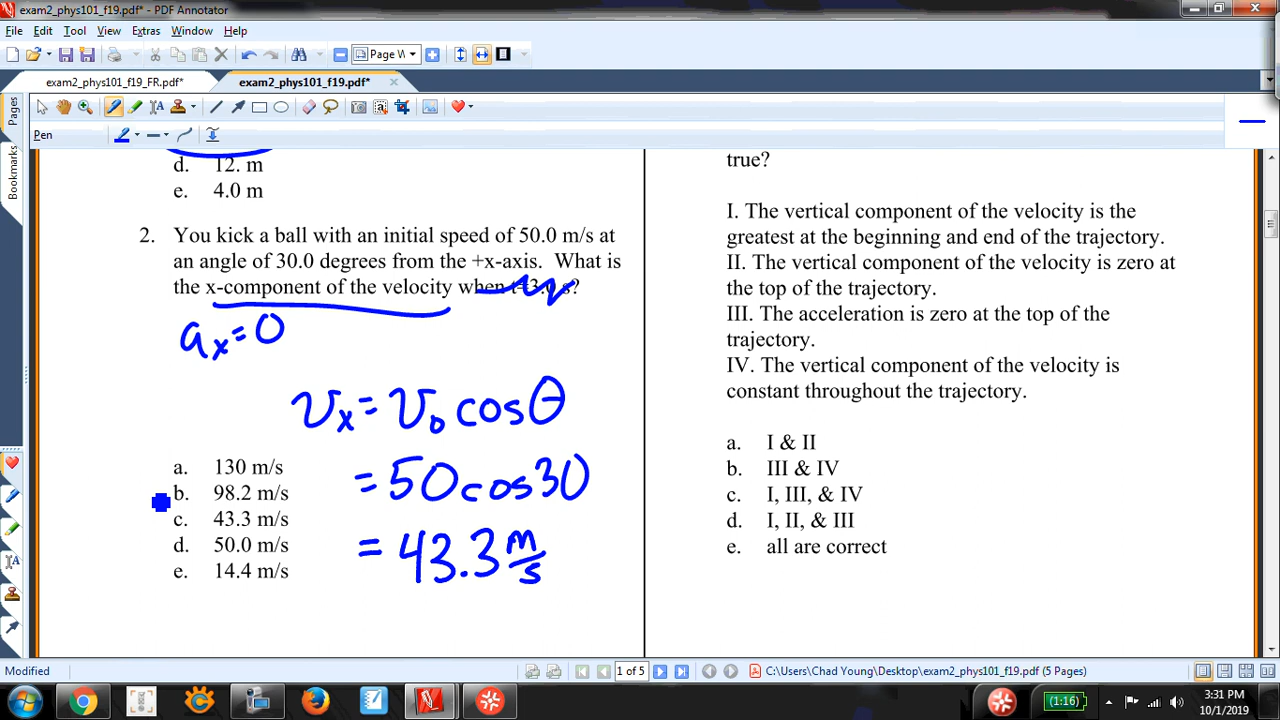 exam2_phys101_f19.pdf* - PDF Annotator
File Edit Tool View Extras Window Help
Page W
exam2_phys101_f19_FR.pdf*
exam2_phys101_f19.pdf*
Pen
Pages
Bookmarks
d. 12. m
e. 4.0 m
2. You kick a ball with an initial speed of 50.0 m/s at
an angle of 30.0 degrees from the +x-axis. What is
the x-component of the velocity when t=3.0 s?
aₓ=0
vₓ = v₀ cosθ
= 50 cos30
= 43.3 m/s
a. 130 m/s
b. 98.2 m/s
c. 43.3 m/s
d. 50.0 m/s
e. 14.4 m/s
true?
I. The vertical component of the velocity is the
greatest at the beginning and end of the trajectory.
II. The vertical component of the velocity is zero at
the top of the trajectory.
III. The acceleration is zero at the top of the
trajectory.
IV. The vertical component of the velocity is
constant throughout the trajectory.
a. I & II
b. III & IV
c. I, III, & IV
d. I, II, & III
e. all are correct
Modified
1 of 5
C:\Users\Chad Young\Desktop\exam2_phys101_f19.pdf (5 Pages)
(1:16)
3:31 PM
10/1/2019